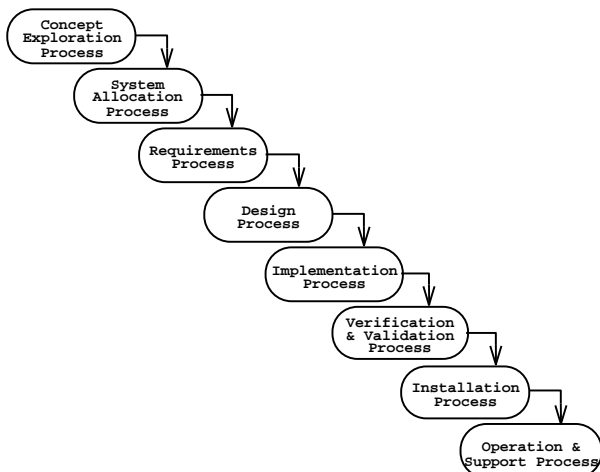 Concept
Exploration
Process
System
Allocation
Process
Requirements
Process
Design
Process
Implementation
Process
Verification
& Validation
Process
Installation
Process
Operation &
Support Process